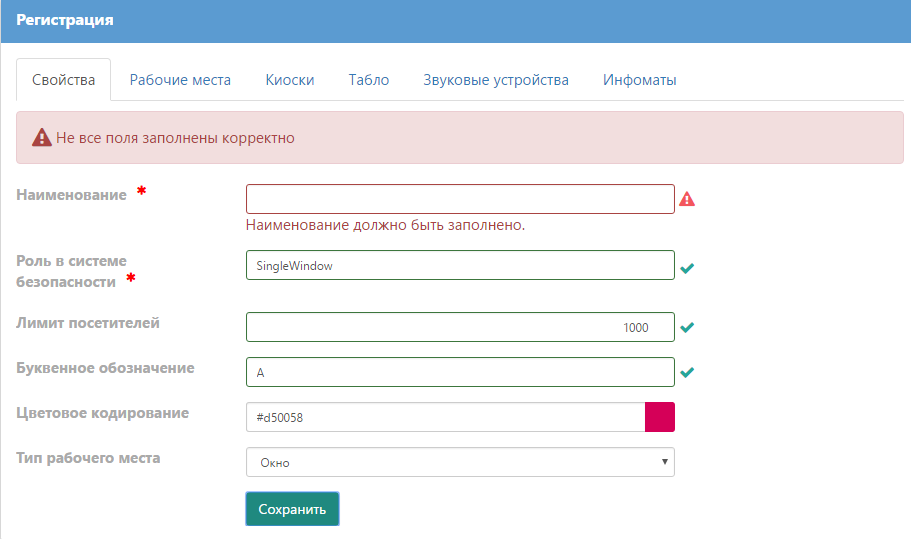 Регистрация
Свойства Рабочие места Киоски Табло Звуковые устройства Инфоматы
Не все поля заполнены корректно
Наименование *
Наименование должно быть заполнено.
Роль в системе
безопасности *
SingleWindow
Лимит посетителей
1000
Буквенное обозначение
A
Цветовое кодирование
#d50058
Тип рабочего места
Окно
Сохранить